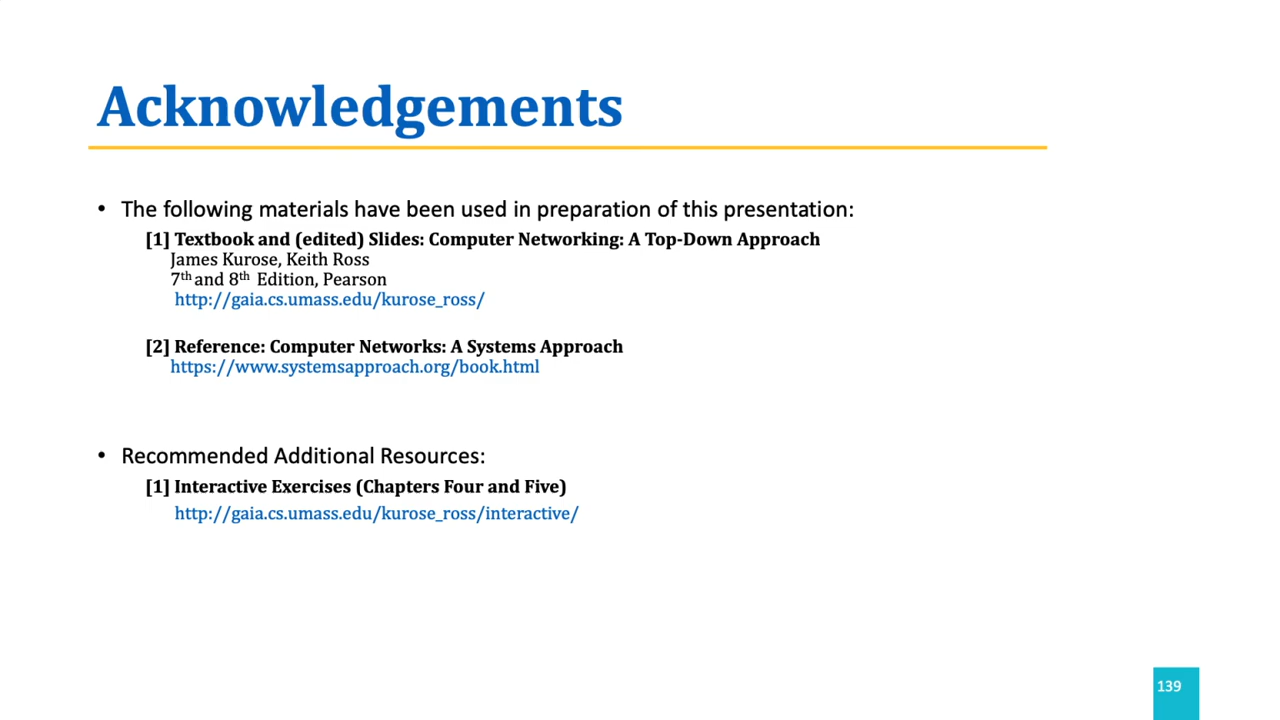 Acknowledgements
• The following materials have been used in preparation of this presentation:
[1] Textbook and (edited) Slides: Computer Networking: A Top-Down Approach
James Kurose, Keith Ross
7th and 8th Edition, Pearson
http://gaia.cs.umass.edu/kurose_ross/
[2] Reference: Computer Networks: A Systems Approach
https://www.systemsapproach.org/book.html
• Recommended Additional Resources:
[1] Interactive Exercises (Chapters Four and Five)
http://gaia.cs.umass.edu/kurose_ross/interactive/
139